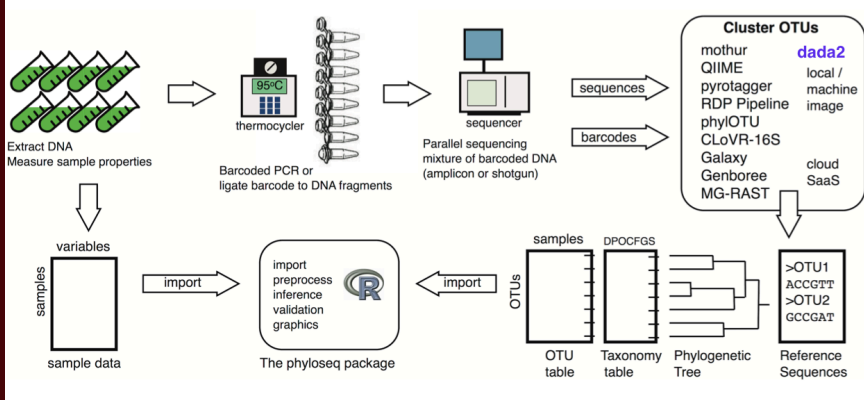 Extract DNA
Measure sample properties
95ºC
thermocycler
Barcoded PCR or
ligate barcode to DNA fragments
sequencer
Parallel sequencing
mixture of barcoded DNA
(amplicon or shotgun)
sequences
barcodes
Cluster OTUs
mothur
QIIME
pyrotagger
RDP Pipeline
phylOTU
CLoVR-16S
Galaxy
Genboree
MG-RAST
dada2
local /
machine
image
cloud
SaaS
variables
samples
sample data
import
import
preprocess
inference
validation
graphics
R
The phyloseq package
import
samples
OTUs
OTU
table
DPOCFGS
Taxonomy
table
Phylogenetic
Tree
>OTU1
ACCGTT
>OTU2
GCCGAT
Reference
Sequences